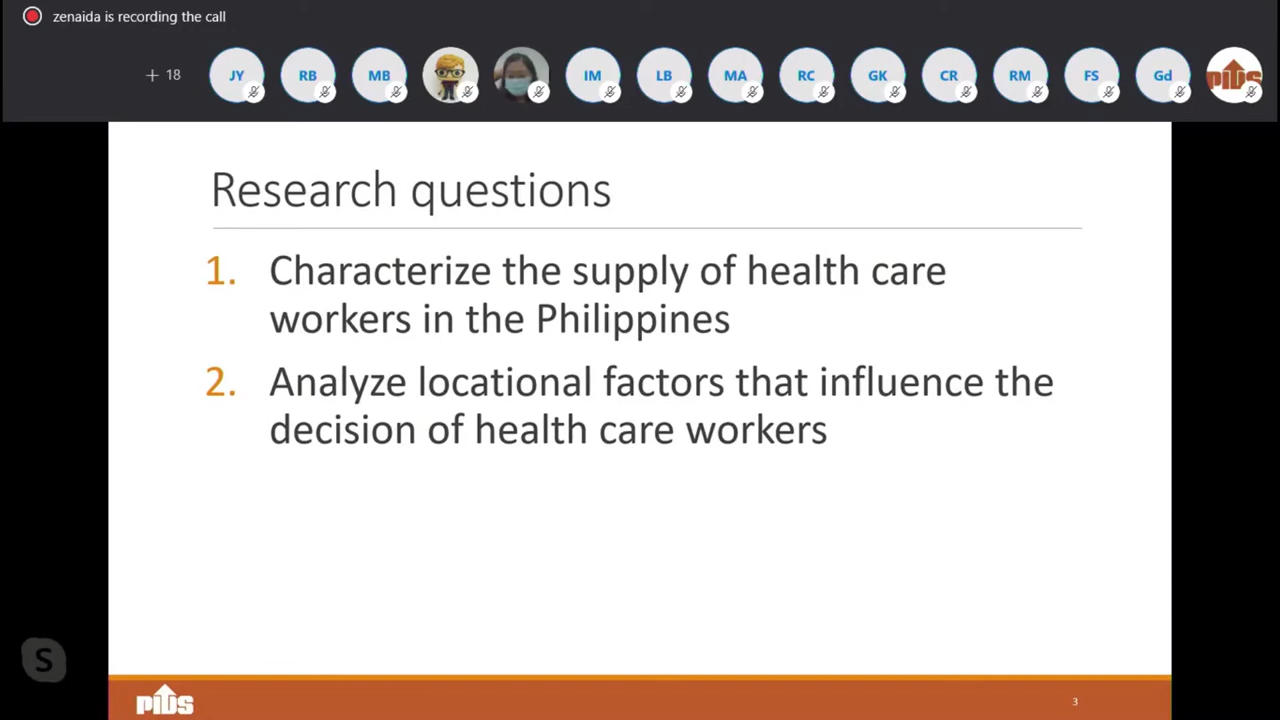 zenaida is recording the call
+ 18
JY
RB
MB
IM
LB
MA
RC
GK
CR
RM
FS
Gd
PIDS
Research questions
1. Characterize the supply of health care
workers in the Philippines
2. Analyze locational factors that influence the
decision of health care workers
S
PIDS
3